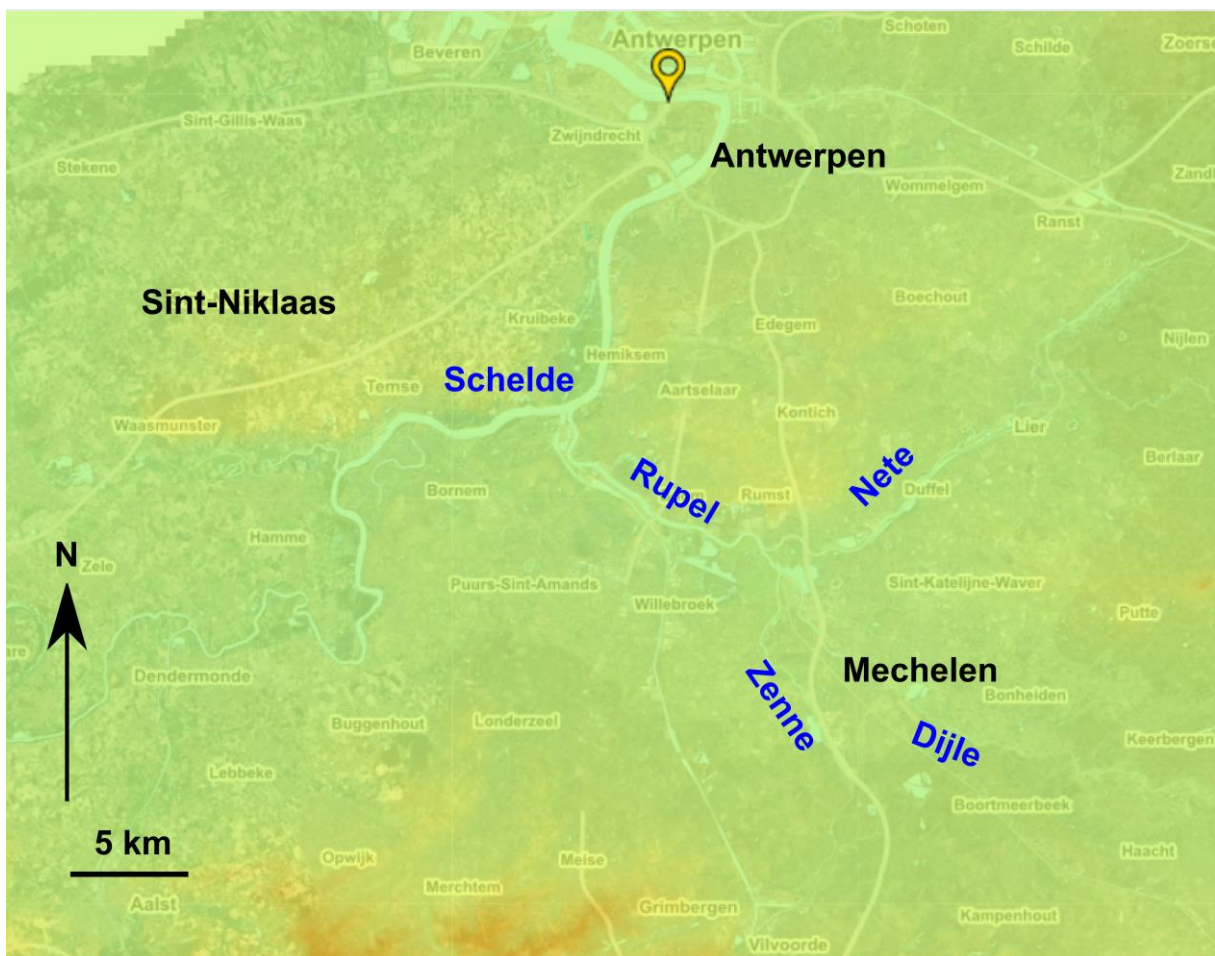 Antwerpen
Schoten
Schilde
Beveren
Sint-Gillis-Waas
Zwijndrecht
Antwerpen
Stekene
Wommelgem
Ranst
Sint-Niklaas
Kruibeke
Boechout
Edegem
Hemiksem
Nijlen
Schelde
Temse
Aartselaar
Waasmunster
Kontich
Lier
Berlaar
Rupel
Nete
Bornem
Rumst
Duffel
Hamme
N
Zele
Puurs-Sint-Amands
Sint-Katelijne-Waver
Willebroek
Putte
Dendermonde
Mechelen
Zenne
Bonheiden
Buggenhout
Londerzeel
Dijle
Keerbergen
Lebbeke
Boortmeerbeek
5 km
Haacht
Opwijk
Meise
Merchtem
Aalst
Grimbergen
Kampenhout
Vilvoorde